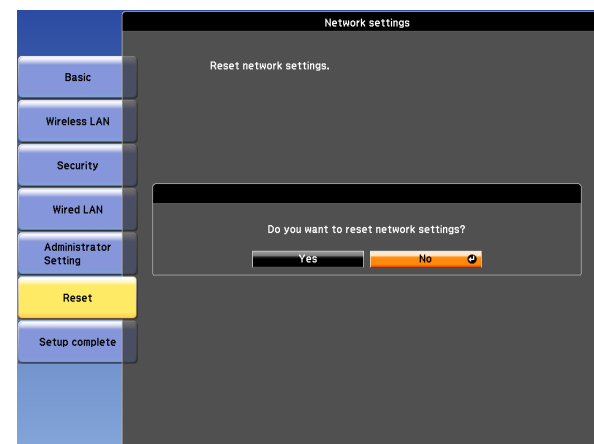 Network settings
Reset network settings.
Basic
Wireless LAN
Security
Wired LAN
Administrator
Setting
Reset
Setup complete
Do you want to reset network settings?
Yes
No